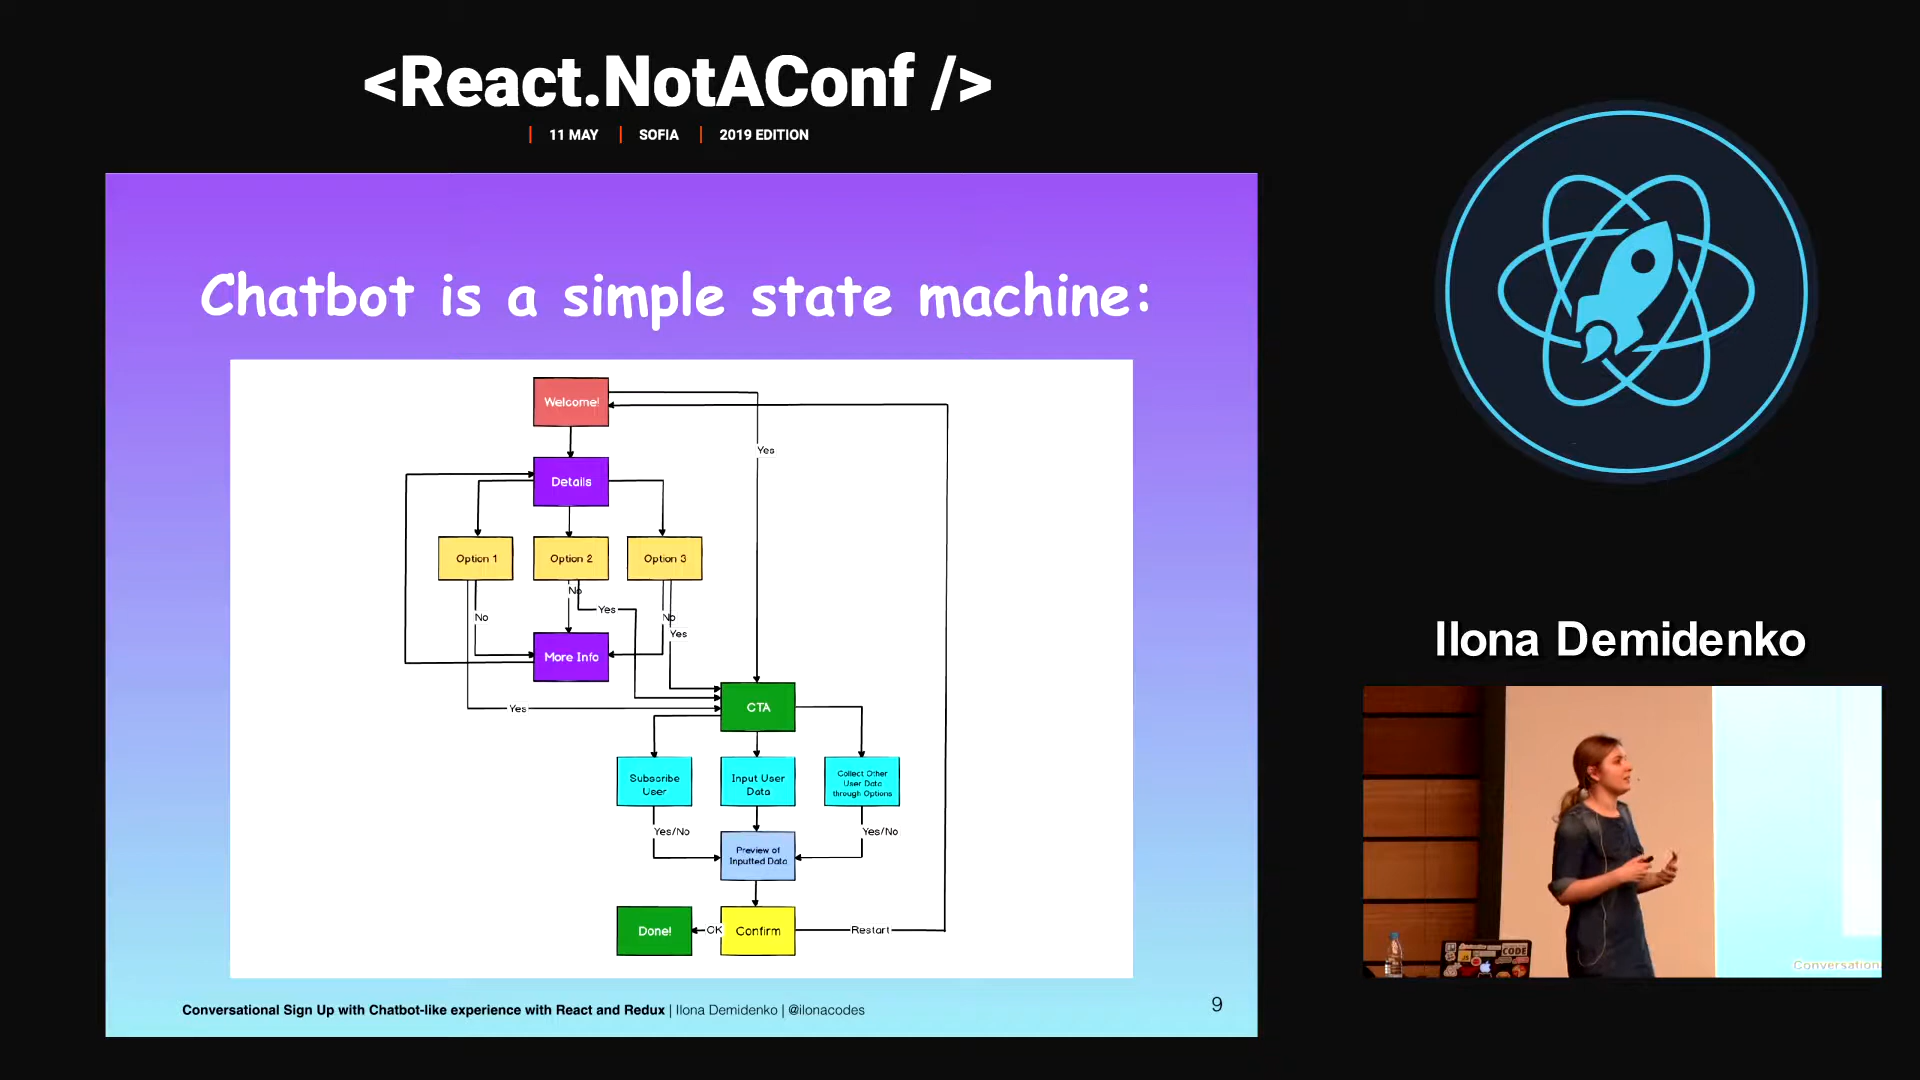 <React.NotAConf />
| 11 MAY | SOFIA | 2019 EDITION
Chatbot is a simple state machine:
Welcome!
Yes
Details
Option 1
Option 2
Option 3
No
Yes
No
No
Yes
More Info
Yes
CTA
Subscribe
User
Input User
Data
Collect Other
User Data
through Options
Yes/No
Yes/No
Preview of
Inputted Data
Done!
OK
Confirm
Restart
Conversational Sign Up with Chatbot-like experience with React and Redux | Ilona Demidenko | @ilonacodes
9
Ilona Demidenko
CODE
JS
Conversation